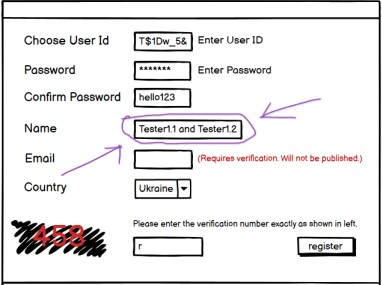 Choose User Id T$1Dw_5& Enter User ID
Password ******* Enter Password
Confirm Password hello123
Name Tester1.1 and Tester1.2
Email (Requires verification. Will not be published.)
Country Ukraine
Please enter the verification number exactly as shown in left.
458 r register